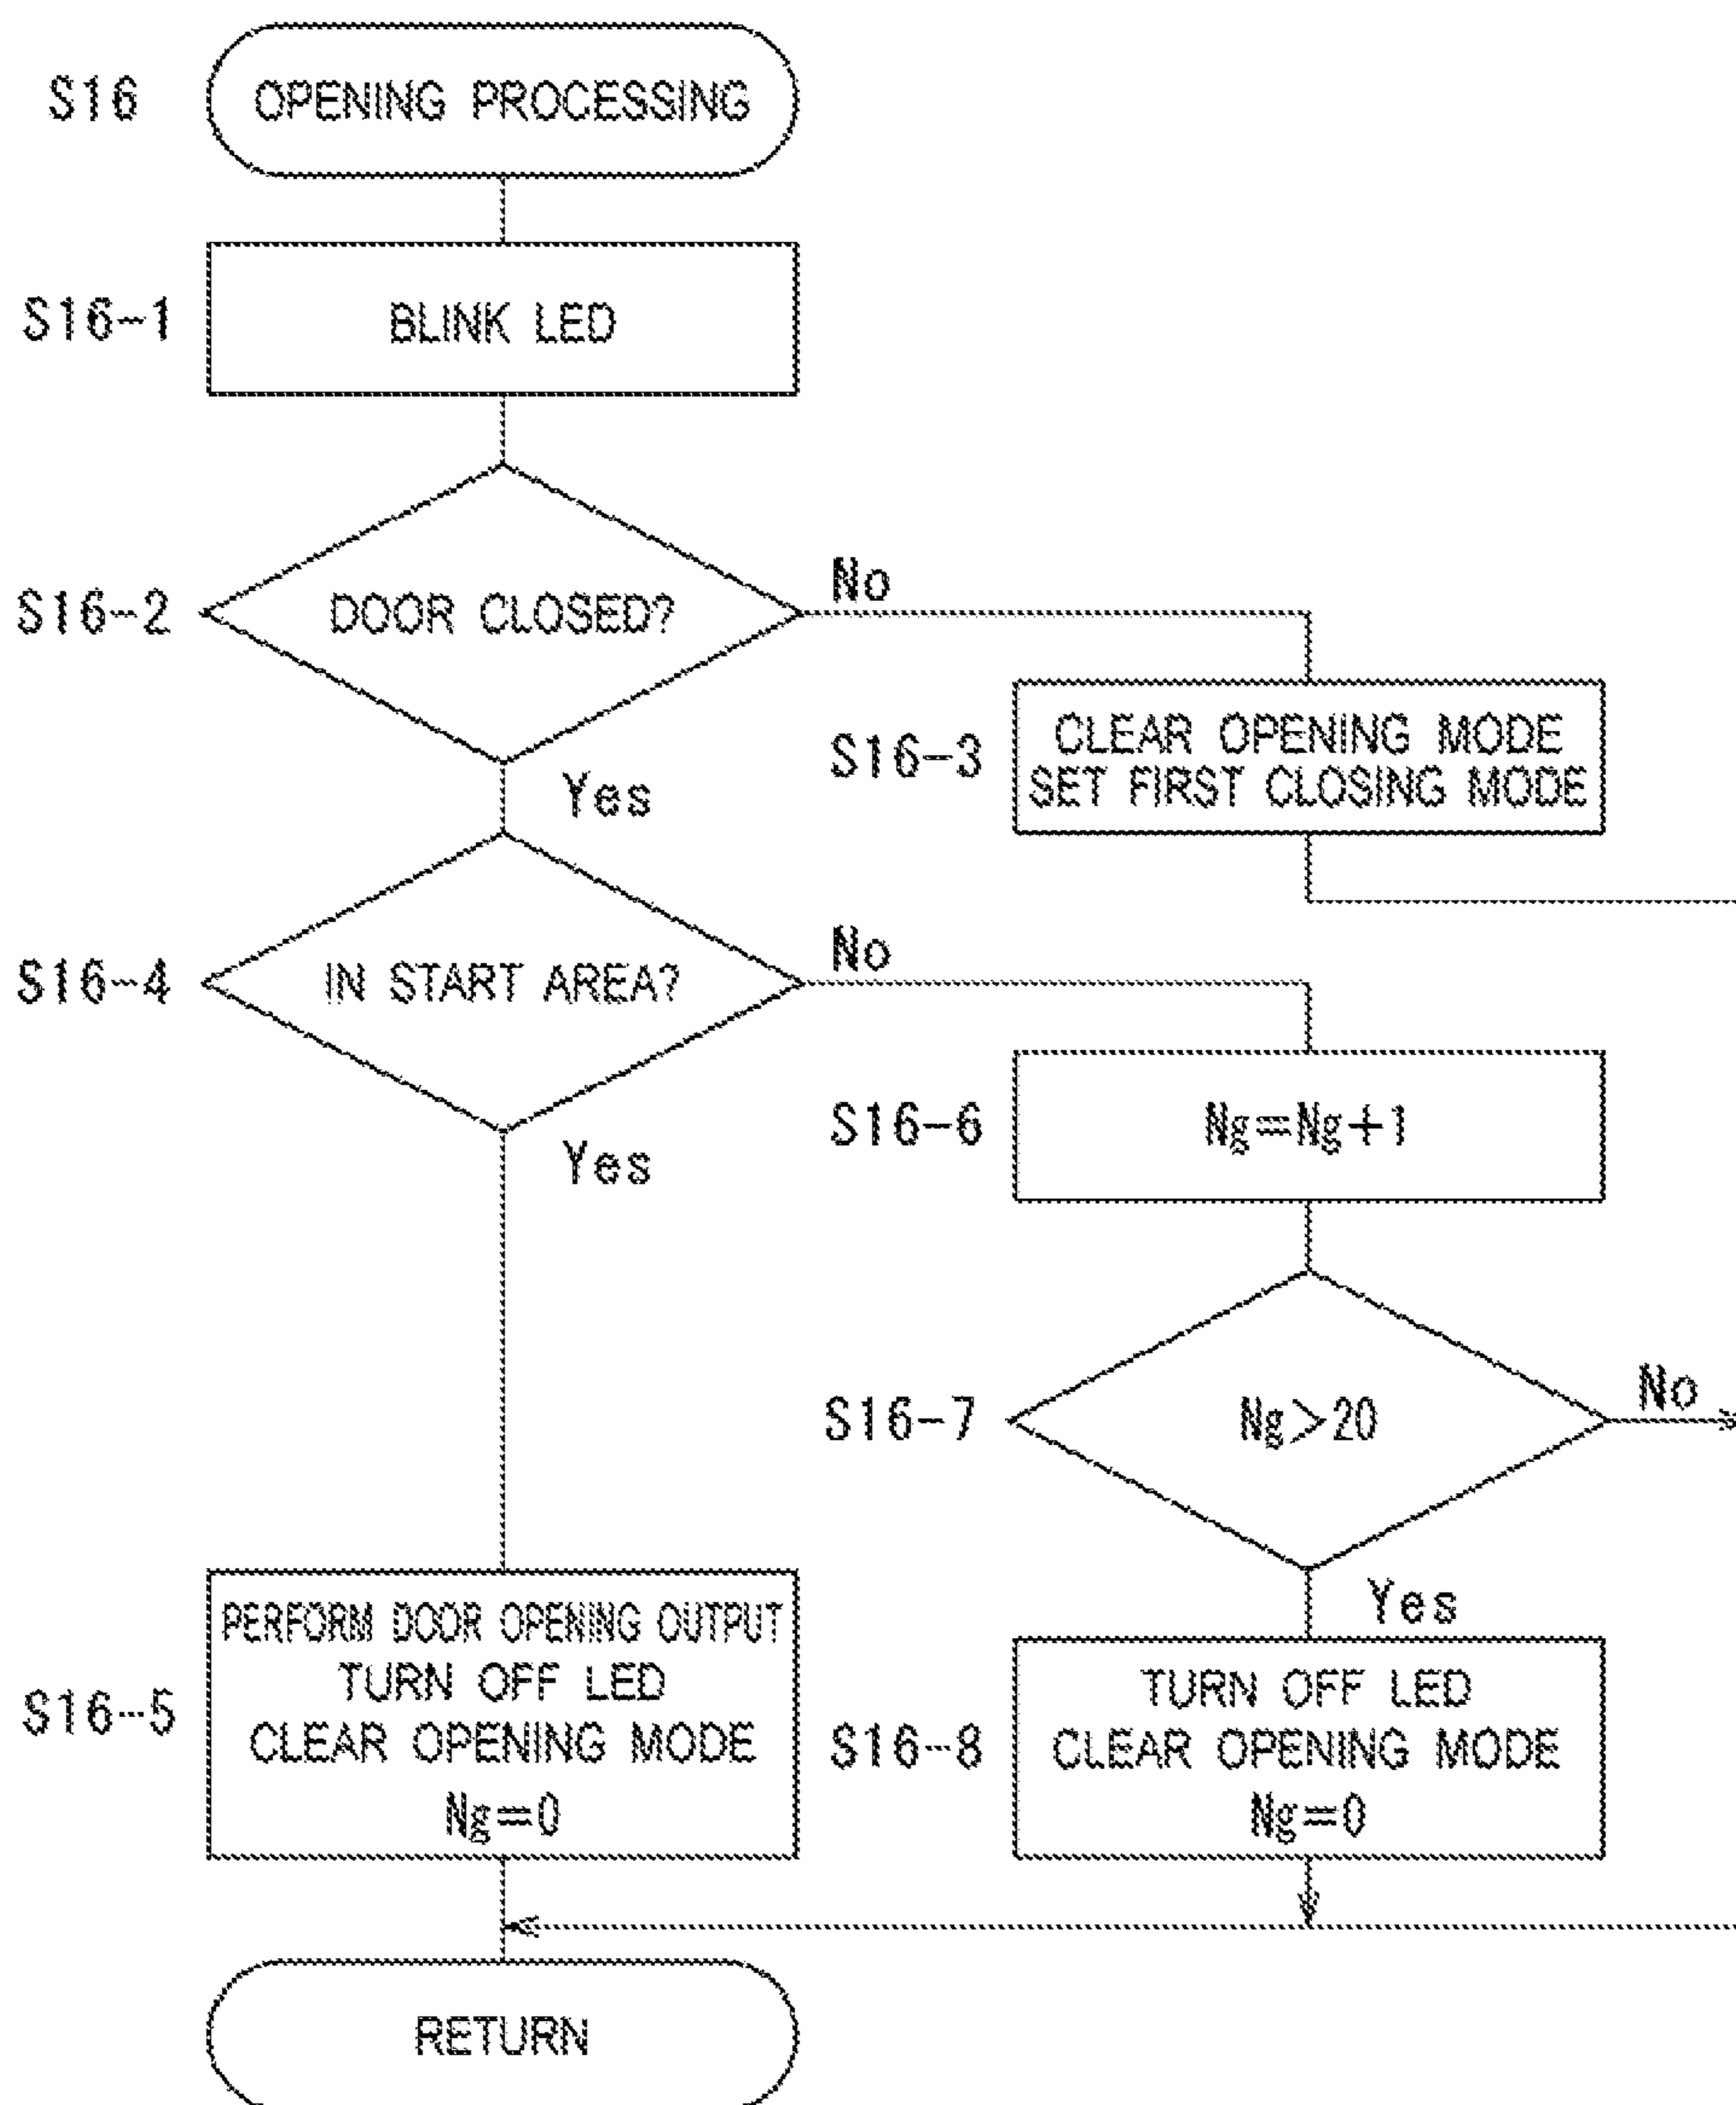 S16
OPENING PROCESSING
S16-1
BLINK LED
S16-2
DOOR CLOSED?
No
Yes
S16-3
CLEAR OPENING MODE
SET FIRST CLOSING MODE
S16-4
IN START AREA?
No
Yes
S16-6
Ng=Ng+1
S16-7
Ng>20
No
Yes
S16-5
PERFORM DOOR OPENING OUTPUT
TURN OFF LED
CLEAR OPENING MODE
Ng=0
S16-8
TURN OFF LED
CLEAR OPENING MODE
Ng=0
RETURN